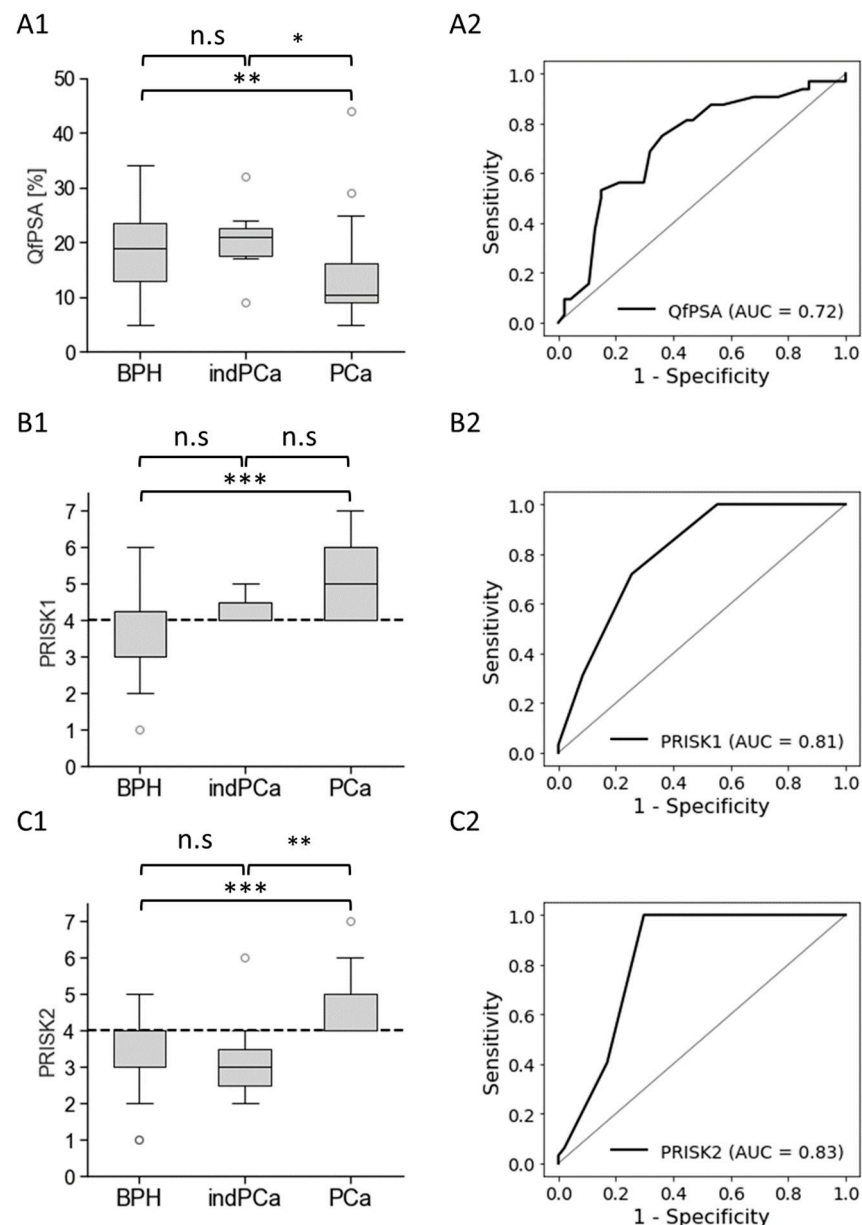 A1
n.s
*
**
50
40
30
20
10
0
QfPSA [%]
BPH indPCa PCa
A2
1.0
0.8
0.6
0.4
0.2
0.0
Sensitivity
QfPSA (AUC = 0.72)
0.0 0.2 0.4 0.6 0.8 1.0
1 - Specificity
B1
n.s n.s
***
7
6
5
4
3
2
1
0
PRISK1
BPH indPCa PCa
B2
1.0
0.8
0.6
0.4
0.2
0.0
Sensitivity
PRISK1 (AUC = 0.81)
0.0 0.2 0.4 0.6 0.8 1.0
1 - Specificity
C1
n.s **
***
7
6
5
4
3
2
1
0
PRISK2
BPH indPCa PCa
C2
1.0
0.8
0.6
0.4
0.2
0.0
Sensitivity
PRISK2 (AUC = 0.83)
0.0 0.2 0.4 0.6 0.8 1.0
1 - Specificity